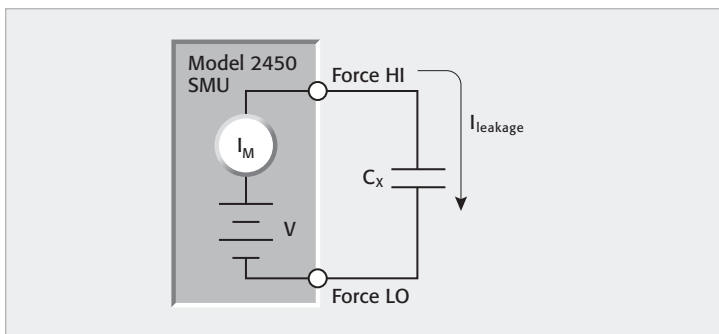 Model 2450
SMU
Force HI
I_M
I_leakage
C_X
V
Force LO